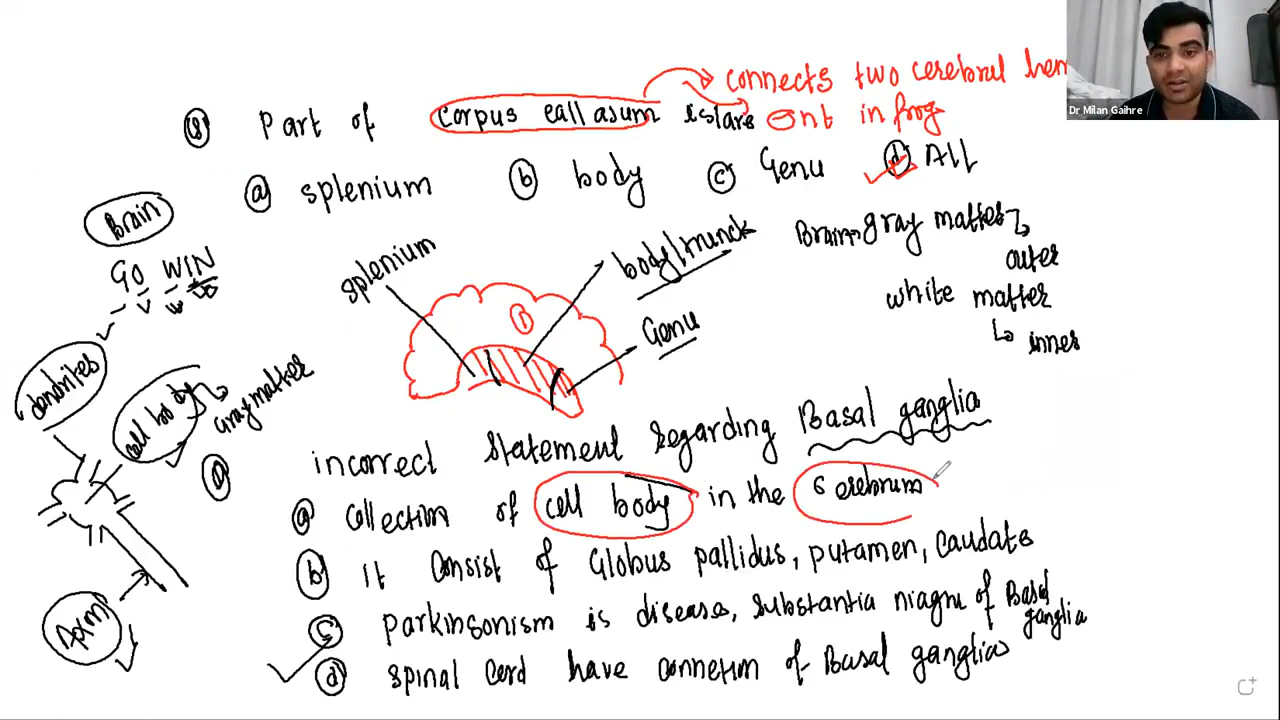 connects two cerebral hem
Dr Milan Gaihre
Q Part of corpus callasum is/are
⊖nt in frog
a splenium b body c Genu d All
Brain
GO WIN
splenium
body/trunck
Genu
Brain→gray matter
outer
white matter
inner
dendrites
cell body
Gray matter
Axon
Q incorrect statement regarding Basal ganglia
a collection of cell body in the cerebrum
b It consist of Globus pallidus, putamen, caudate
c parkinsonism is disease, substantia niagra of Basal ganglia
d spinal cord have connetion of Basal ganglia